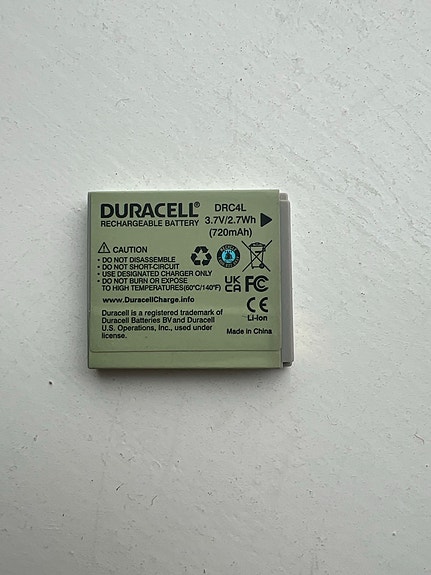 DURACELL®
RECHARGEABLE BATTERY
DRC4L
3.7V/2.7Wh
(720mAh)
CAUTION
• DO NOT DISASSEMBLE
• DO NOT SHORT-CIRCUIT
• USE DESIGNATED CHARGER ONLY
• DO NOT BURN OR EXPOSE
TO HIGH TEMPERATURES(60°C/140°F)
UK
CA
FC
CE
Li-Ion
www.DuracellCharge.info
Duracell is a registered trademark of
Duracell Batteries BV and Duracell
U.S. Operations, Inc., used under
license.
Made in China